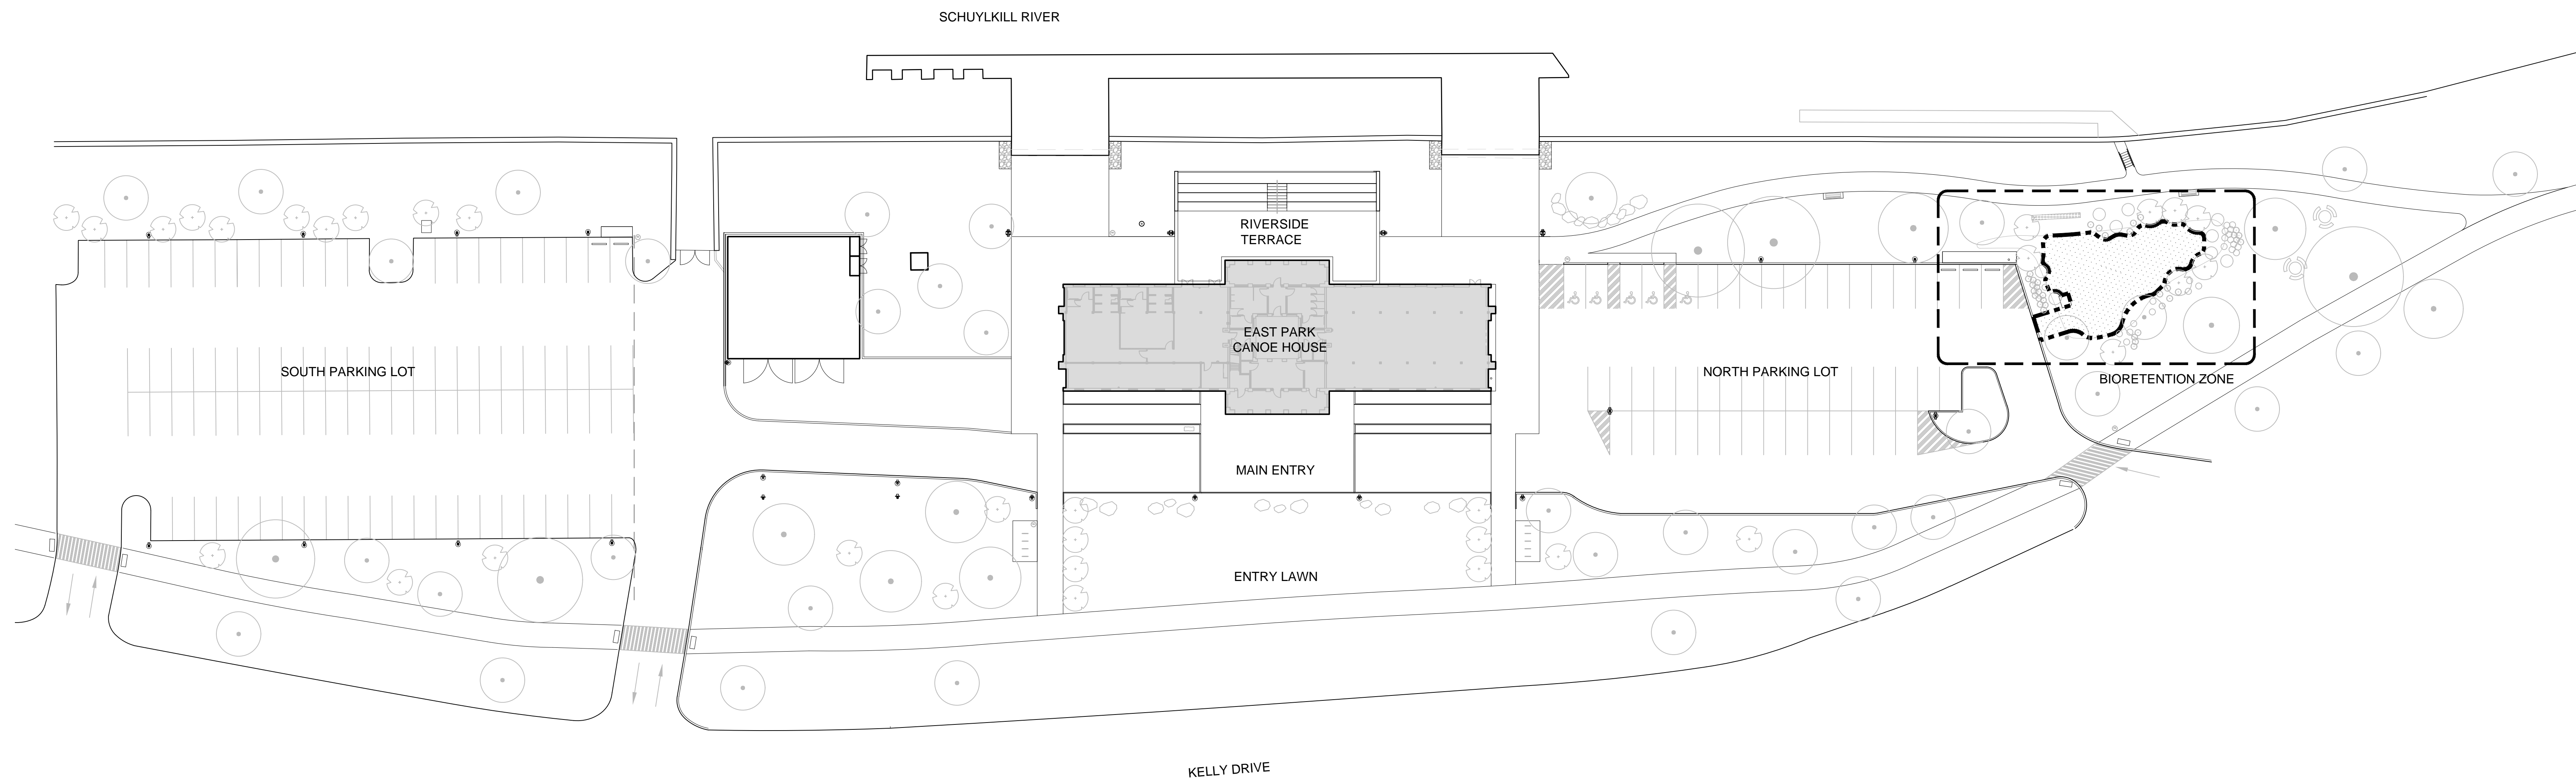 SCHUYLKILL RIVER
RIVERSIDE
TERRACE
EAST PARK
CANOE HOUSE
SOUTH PARKING LOT
NORTH PARKING LOT
BIORETENTION ZONE
MAIN ENTRY
ENTRY LAWN
KELLY DRIVE